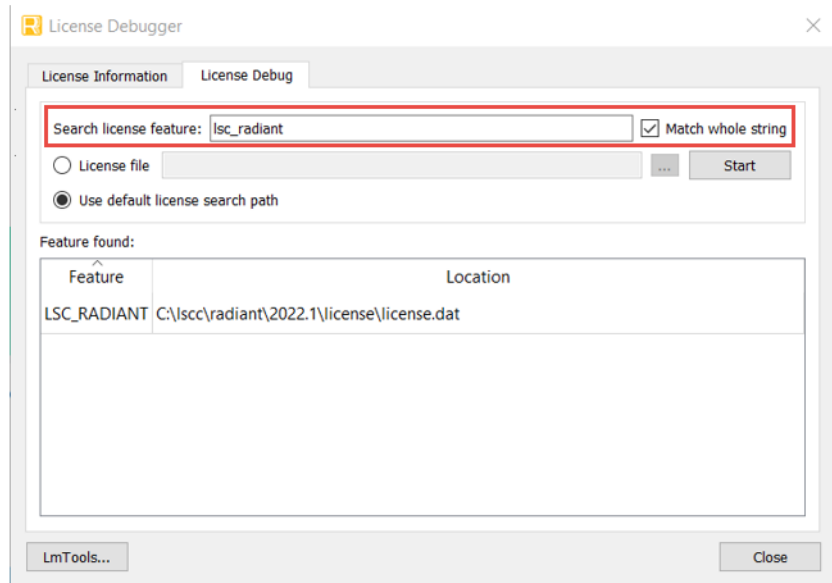 License Debugger
License Information License Debug
Search license feature: lsc_radiant Match whole string
License file ... Start
Use default license search path
Feature found:
Feature Location
LSC_RADIANT C:\lscc\radiant\2022.1\license\license.dat
LmTools... Close